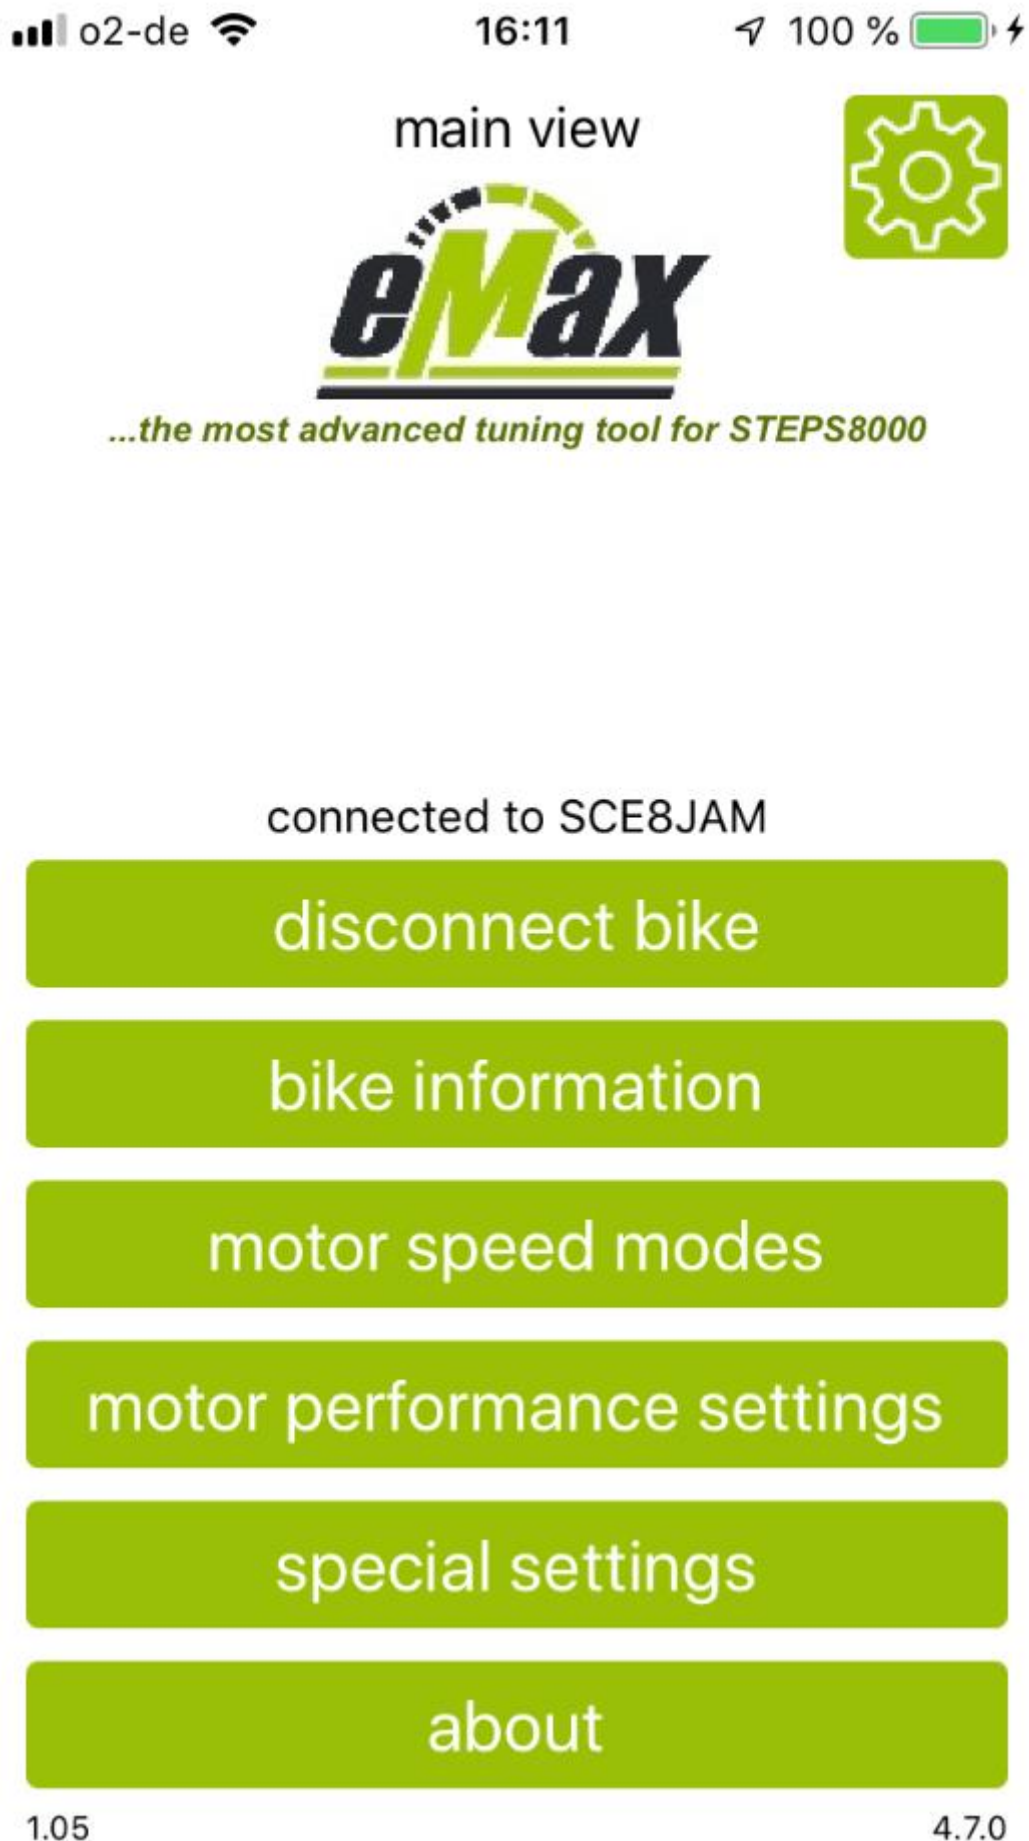 o2-de 16:11 100 %
main view
eMax
...the most advanced tuning tool for STEPS8000
connected to SCE8JAM
disconnect bike
bike information
motor speed modes
motor performance settings
special settings
about
1.05 4.7.0